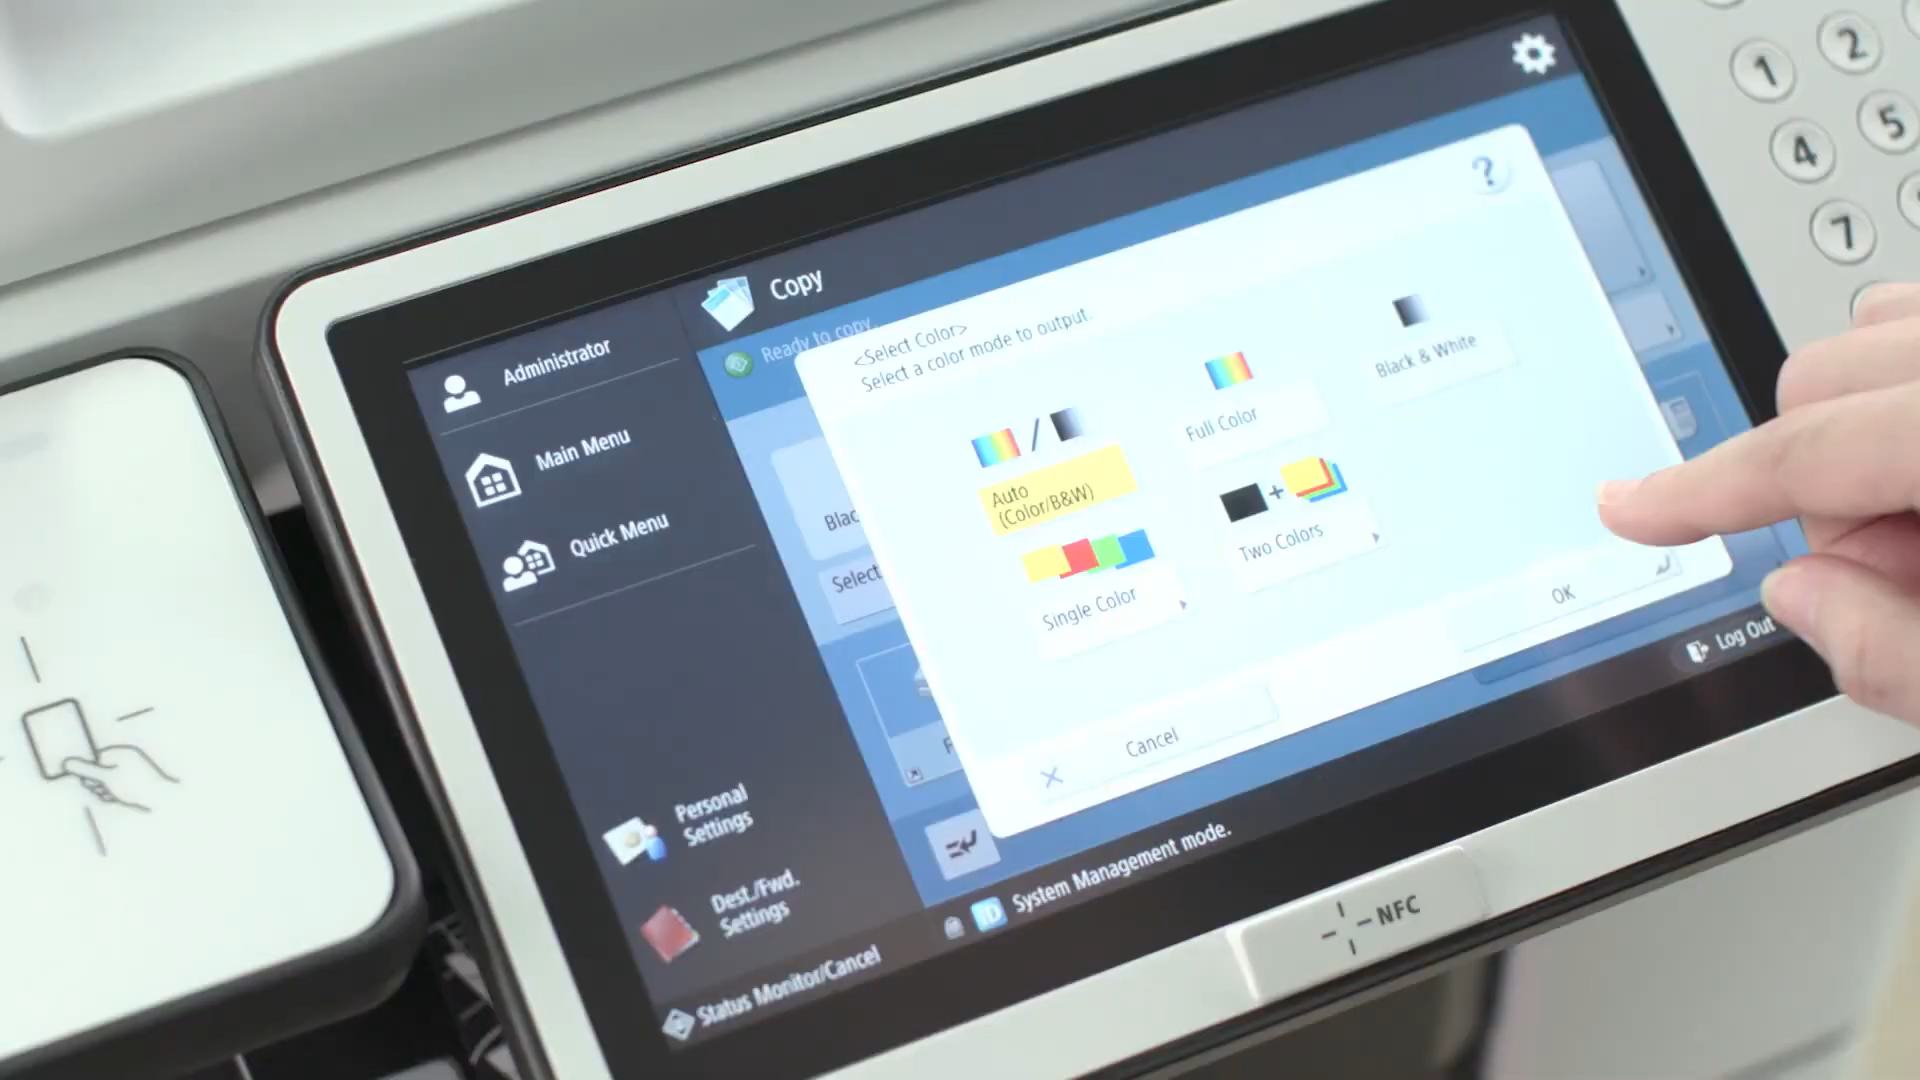 Copy
Ready to copy.
Administrator
Main Menu
Quick Menu
Personal
Settings
Dest./Fwd.
Settings
Status Monitor/Cancel
<Select Color>
Select a color mode to output.
?
Auto
(Color/B&W)
Full Color
Black & White
Single Color
+
Two Colors
Cancel
OK
Select
Log Out
ID
System Management mode.
NFC
1
2
4
5
7